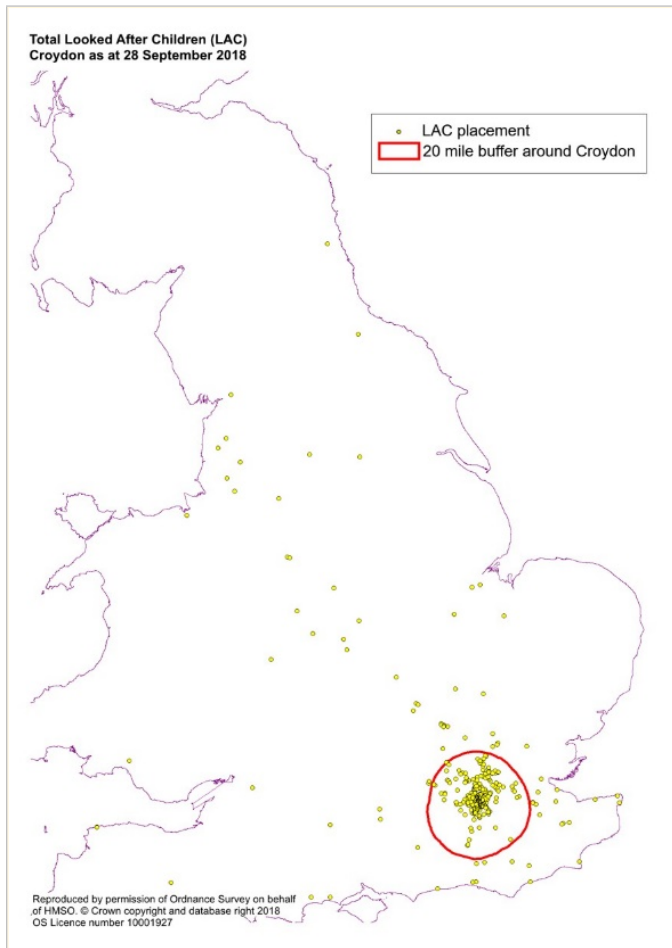 Total Looked After Children (LAC)
Croydon as at 28 September 2018
LAC placement
20 mile buffer around Croydon
Reproduced by permission of Ordnance Survey on behalf
of HMSO. © Crown copyright and database right 2018
OS Licence number 10001927